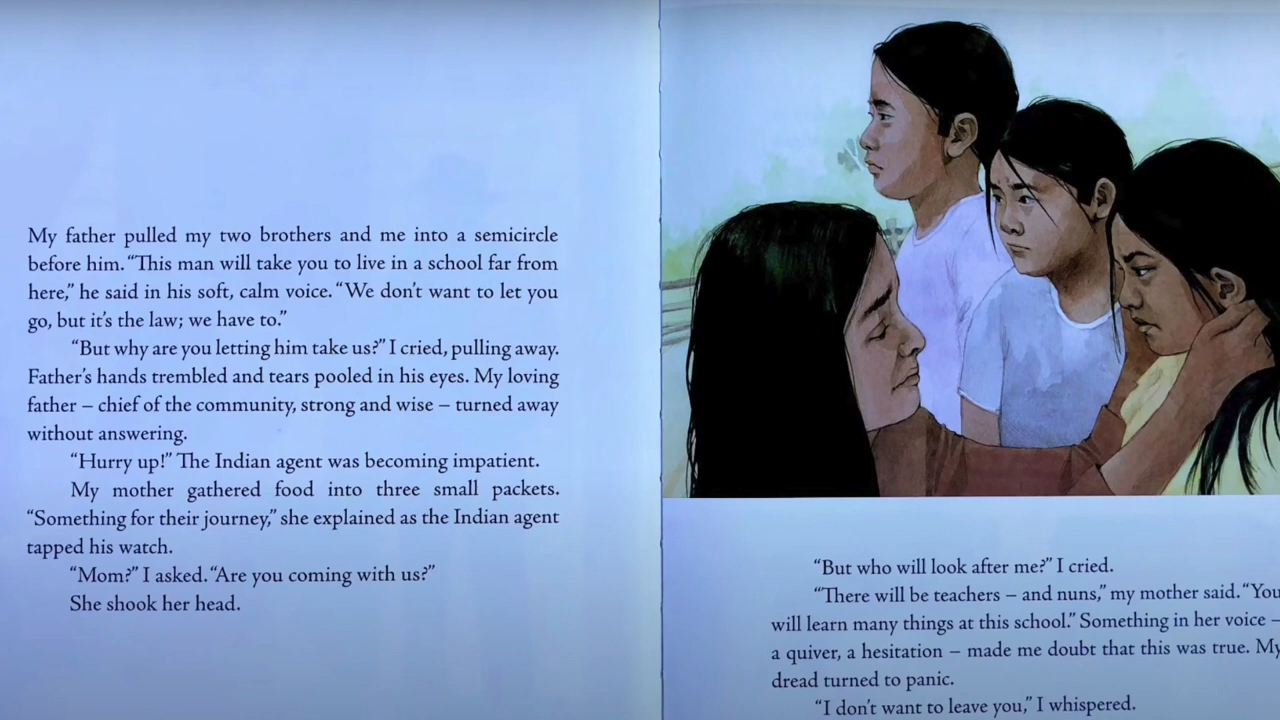 My father pulled my two brothers and me into a semicircle
before him. “This man will take you to live in a school far from
here,” he said in his soft, calm voice. “We don’t want to let you
go, but it’s the law; we have to.”
“But why are you letting him take us?” I cried, pulling away.
Father’s hands trembled and tears pooled in his eyes. My loving
father – chief of the community, strong and wise – turned away
without answering.
“Hurry up!” The Indian agent was becoming impatient.
My mother gathered food into three small packets.
“Something for their journey,” she explained as the Indian agent
tapped his watch.
“Mom?” I asked. “Are you coming with us?”
She shook her head.
“But who will look after me?” I cried.
“There will be teachers – and nuns,” my mother said. “You
will learn many things at this school.” Something in her voice –
a quiver, a hesitation – made me doubt that this was true. My
dread turned to panic.
“I don’t want to leave you,” I whispered.